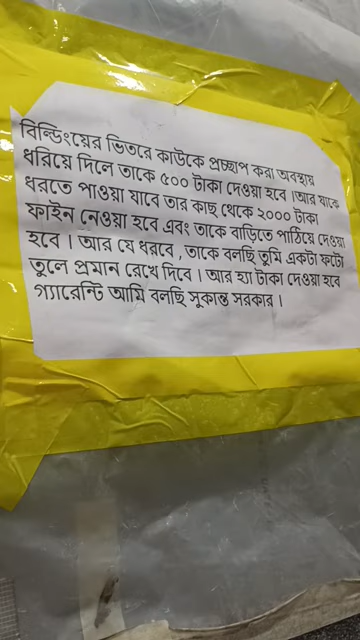 বিল্ডিংয়ের ভিতরে কাউকে প্রচ্ছাপ করা অবস্থায়
ধরিয়ে দিলে তাকে ৫০০ টাকা দেওয়া হবে ।আর যাকে
ধরতে পাওয়া যাবে তার কাছ থেকে ২০০০ টাকা
ফাইন নেওয়া হবে এবং তাকে বাড়িতে পাঠিয়ে দেওয়া
হবে । আর যে ধরবে , তাকে বলছি তুমি একটা ফটো
তুলে প্রমান রেখে দিবে । আর হ্যা টাকা দেওয়া হবে
গ্যারেন্টি আমি বলছি সুকান্ত সরকার ।